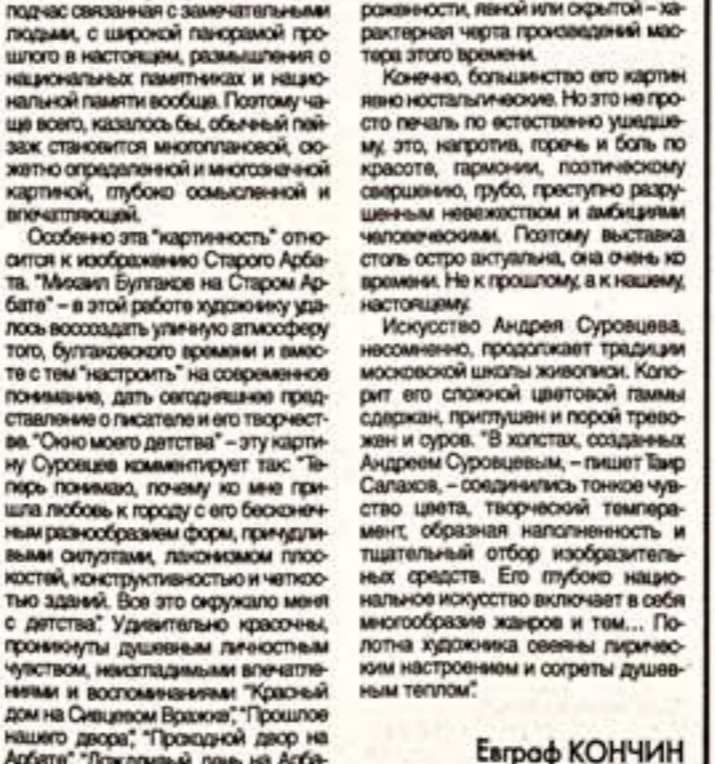 подчас связанная с замечательными
людьми, с широкой панорамой про-
шлого в настоящем, размышления о
национальных памятниках и нацио-
нальной памяти вообще. Поэтому ча-
ще всего, казалось бы, обычный пей-
заж становится многоплановой, сю-
жетно определенной и многозначной
картиной, глубоко осмысленной и
впечатляющей.
Особенно эта "картинность" отно-
сится к изображению Старого Арба-
та. "Михаил Булгаков на Старом Ар-
бате" – в этой работе художнику уда-
лось воссоздать уличную атмосферу
того, булгаковского времени и вмес-
те с тем "настроить" на современное
понимание, дать сегодняшнее пред-
ставление о писателе и его творчест-
ве. "Окно моего детства" – эту карти-
ну Суровцев комментирует так: "Те-
перь понимаю, почему ко мне при-
шла любовь к городу с его бесконеч-
ным разнообразием форм, причудли-
выми силуэтами, лаконизмом плос-
костей, конструктивностью и четкос-
тью зданий. Все это окружало меня
с детства". Удивительно красочны,
проникнуты душевным личностным
чувством, неизгладимыми впечатле-
ниями и воспоминаниями "Красный
дом на Сивцевом Вражке", "Прошлое
нашего двора", "Проходной двор на
Арбате", "Дождливый день на Арба-
роженности, явной или скрытой – ха-
рактерная черта произведений мас-
тера этого времени.
Конечно, большинство его картин
явно ностальгические. Но это не про-
сто печаль по естественно ушедше-
му, это, напротив, горечь и боль по
красоте, гармонии, поэтическому
свершению, грубо, преступно разру-
шенным невежеством и амбициями
человеческими. Поэтому выставка
столь остро актуальна, она очень ко
времени. Не к прошлому, а к нашему,
настоящему.
Искусство Андрея Суровцева,
несомненно, продолжает традиции
московской школы живописи. Коло-
рит его сложной цветовой гаммы
сдержан, приглушен и порой трево-
жен и суров. "В холстах, созданных
Андреем Суровцевым, – пишет Таир
Салахов, – соединились тонкое чув-
ство цвета, творческий темпера-
мент, образная наполненность и
тщательный отбор изобразитель-
ных средств. Его глубоко нацио-
нальное искусство включает в себя
многообразие жанров и тем... По-
лотна художника овеяны лиричес-
ким настроением и согреты душев-
ным теплом".
Евграф КОНЧИН